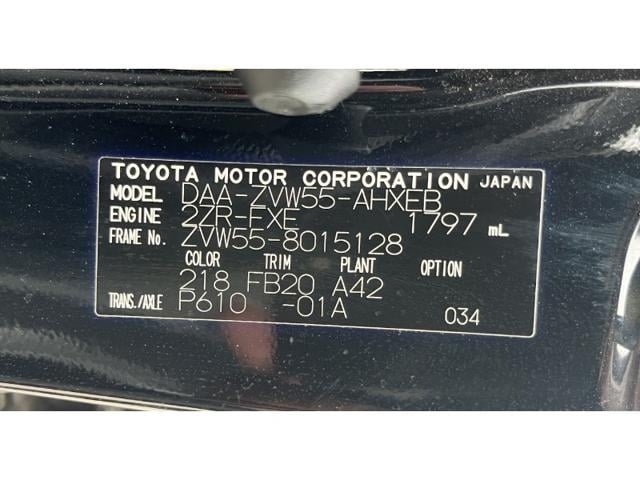 TOYOTA MOTOR CORPORATION JAPAN
MODEL DAA-ZVW55-AHXEB
ENGINE 2ZR-FXE 1797 mL
FRAME No. ZVW55-8015128
COLOR TRIM PLANT OPTION
218 FB20 A42
TRANS./AXLE P610 -01A 034